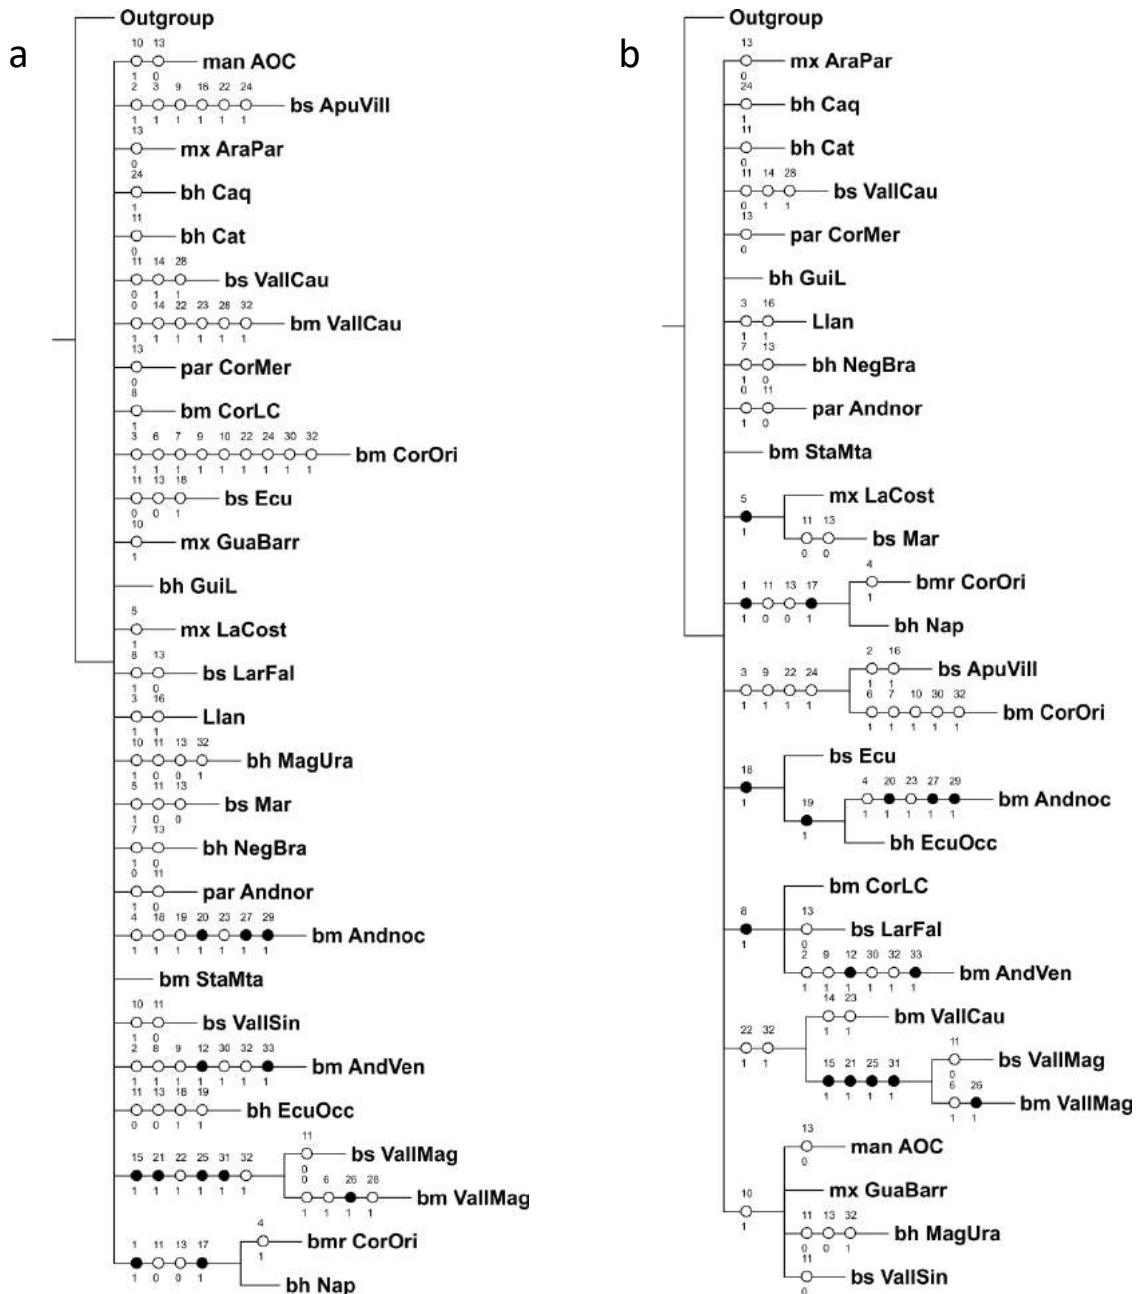 a
Outgroup
10 13
man AOC
1 0
2 3 9 16 22 24
bs ApuVill
1 1 1 1 1 1
13
mx AraPar
0
24
bh Caq
1
11
bh Cat
0
11 14 28
bs VallCau
0 1 1
0 14 22 23 28 32
bm VallCau
1 1 1 1 1 1
13
par CorMer
0
8
bm CorLC
1
3 6 7 9 10 22 24 30 32
bm CorOri
1 1 1 1 1 1 1 1 1
11 13 18
bs Ecu
0 0 1
10
mx GuaBarr
1
bh GuiL
5
mx LaCost
1
8 13
bs LarFal
1 0
3 16
Llan
1 1
10 11 13 32
bh MagUra
1 0 0 1
5 11 13
bs Mar
1 0 0
7 13
bh NegBra
1 0
0 11
par Andnor
1 0
4 18 19 20 23 27 29
bm Andnoc
1 1 1 1 1 1 1
bm StaMta
10 11
bs VallSin
1 0
2 8 9 12 30 32 33
bm AndVen
1 1 1 1 1 1 1
11 13 18 19
bh EcuOcc
0 0 1 1
11
bs VallMag
0
15 21 22 25 31 32
1 1 1 1 1 1
0 6 26 28
bm VallMag
1 1 1 1
4
bmr CorOri
1
1 11 13 17
1 0 0 1
bh Nap
b
Outgroup
13
mx AraPar
0
24
bh Caq
1
11
bh Cat
0
11 14 28
bs VallCau
0 1 1
13
par CorMer
0
bh GuiL
3 16
Llan
1 1
7 13
bh NegBra
1 0
0 11
par Andnor
1 0
bm StaMta
mx LaCost
5
1
11 13
bs Mar
0 0
4
bmr CorOri
1
1 11 13 17
1 0 0 1
bh Nap
2 16
bs ApuVill
1 1
3 9 22 24
1 1 1 1
6 7 10 30 32
bm CorOri
1 1 1 1 1
bs Ecu
18
1
4 20 23 27 29
bm Andnoc
1 1 1 1 1
19
1
bh EcuOcc
bm CorLC
8
1
13
bs LarFal
0
2 9 12 30 32 33
bm AndVen
1 1 1 1 1 1
14 23
bm VallCau
1 1
22 32
1 1
11
bs VallMag
0
15 21 25 31
1 1 1 1
6 26
bm VallMag
1 1
13
man AOC
0
mx GuaBarr
10
1
11 13 32
bh MagUra
0 0 1
11
bs VallSin
0